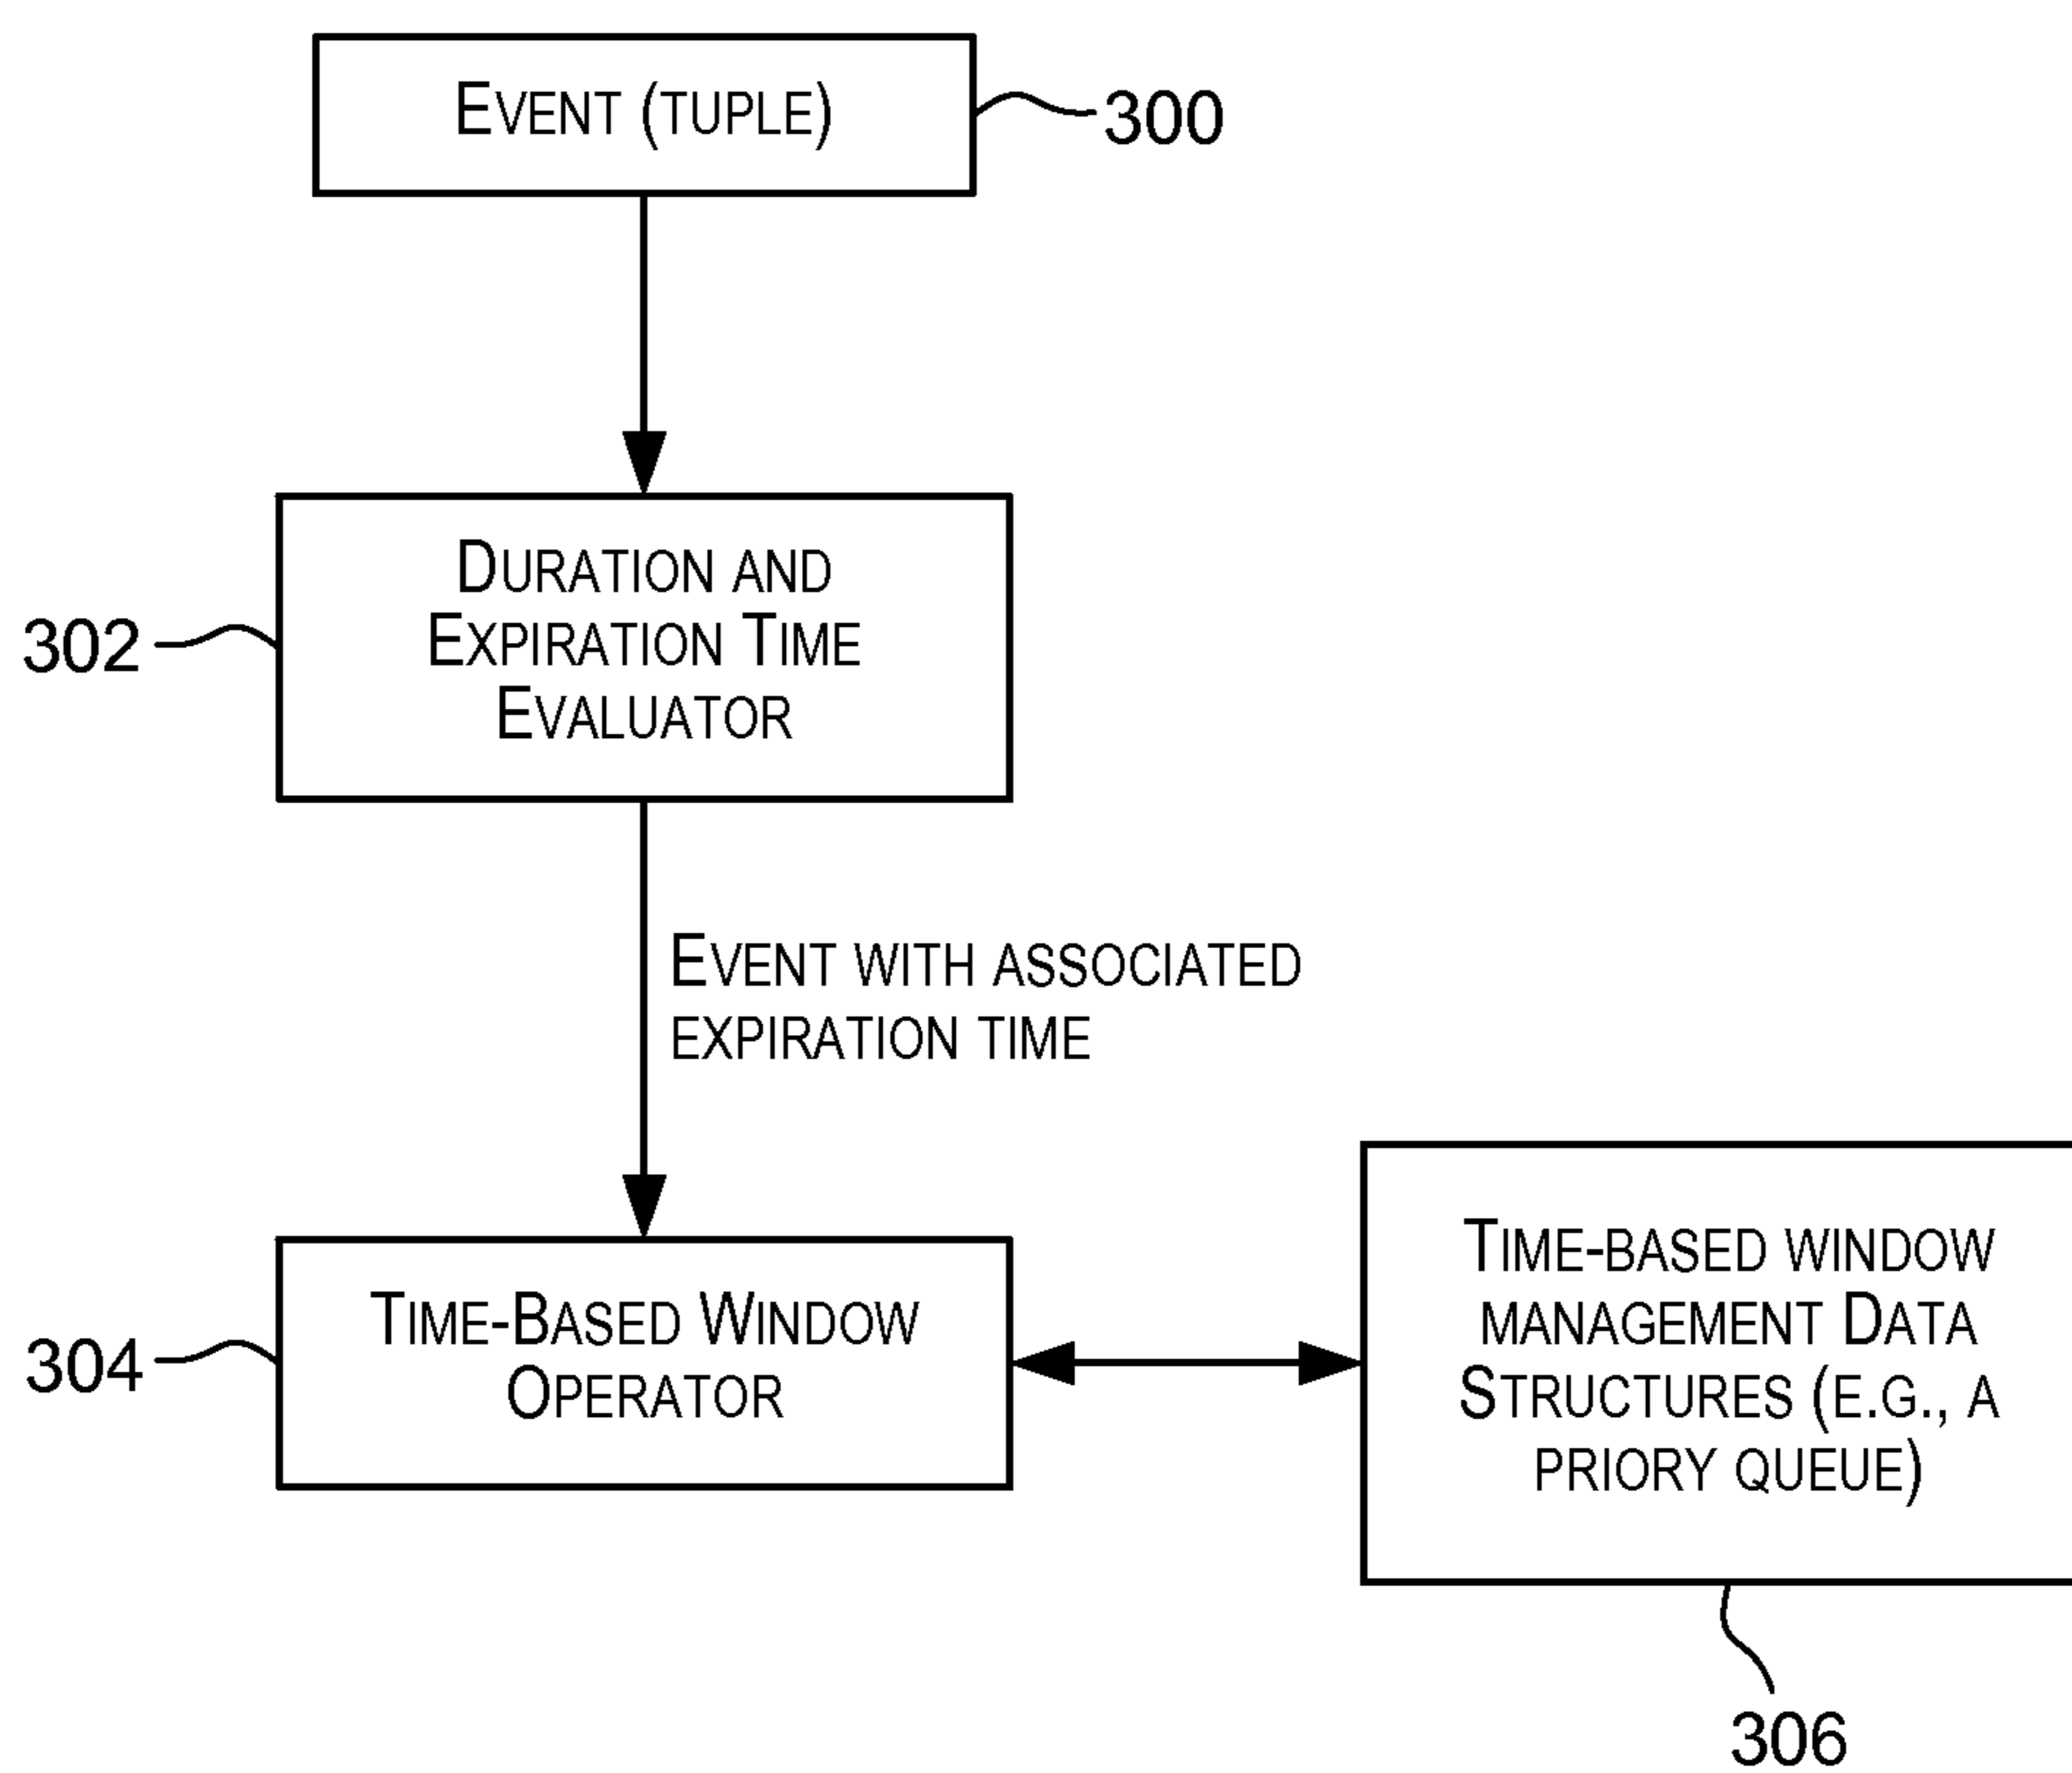 EVENT (TUPLE)
300
DURATION AND
EXPIRATION TIME
EVALUATOR
302
EVENT WITH ASSOCIATED
EXPIRATION TIME
TIME-BASED WINDOW
OPERATOR
304
TIME-BASED WINDOW
MANAGEMENT DATA
STRUCTURES (E.G., A
PRIORY QUEUE)
306